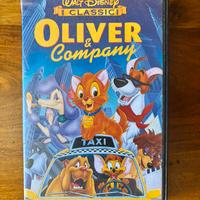 WALT DISNEY
I CLASSICI
OLIVER
& Company
TAXI